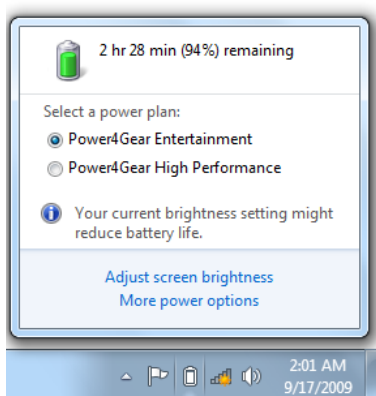 2 hr 28 min (94%) remaining
Select a power plan:
Power4Gear Entertainment
Power4Gear High Performance
Your current brightness setting might
reduce battery life.
Adjust screen brightness
More power options
2:01 AM
9/17/2009